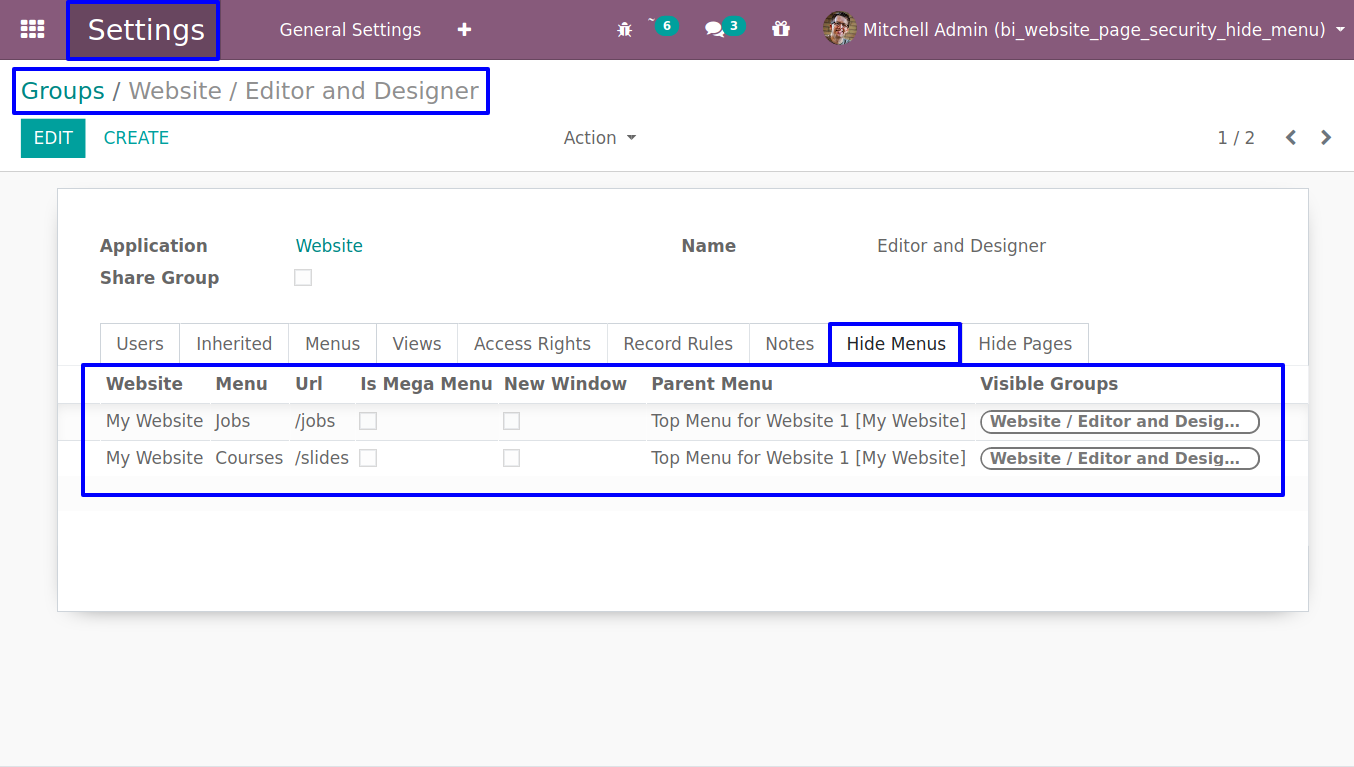 Settings General Settings 6 3 Mitchell Admin (bi_website_page_security_hide_menu)
Groups / Website / Editor and Designer
EDIT CREATE Action 1 / 2
Application Website Name Editor and Designer
Share Group
Users Inherited Menus Views Access Rights Record Rules Notes Hide Menus Hide Pages
Website Menu Url Is Mega Menu New Window Parent Menu Visible Groups
My Website Jobs /jobs Top Menu for Website 1 [My Website] Website / Editor and Desig...
My Website Courses /slides Top Menu for Website 1 [My Website] Website / Editor and Desig...